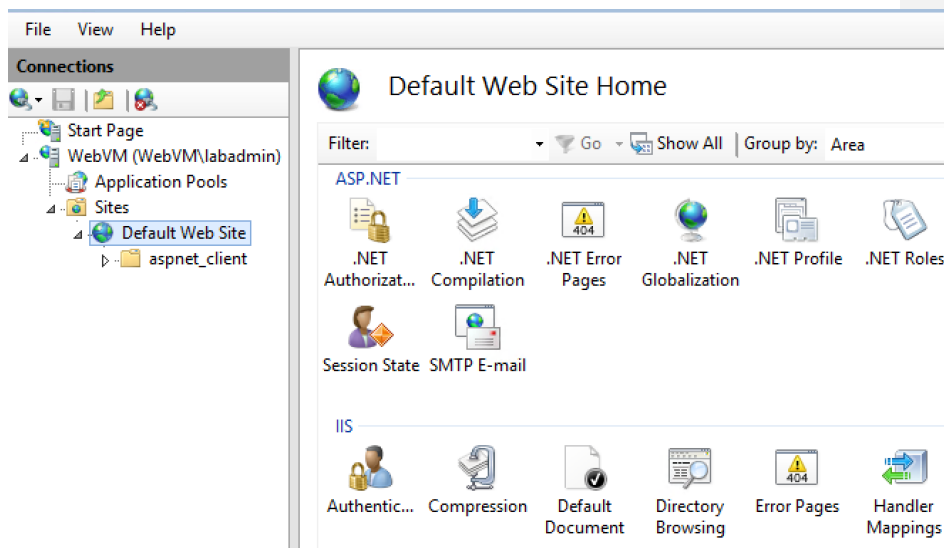 File View Help
Connections
Start Page
WebVM (WebVM\labadmin)
Application Pools
Sites
Default Web Site
aspnet_client
Default Web Site Home
Filter: Go Show All Group by: Area
ASP.NET
.NET Authorizat...
.NET Compilation
.NET Error Pages
404
.NET Globalization
.NET Profile
.NET Roles
Session State
SMTP E-mail
IIS
Authentic...
Compression
Default Document
Directory Browsing
Error Pages
404
Handler Mappings